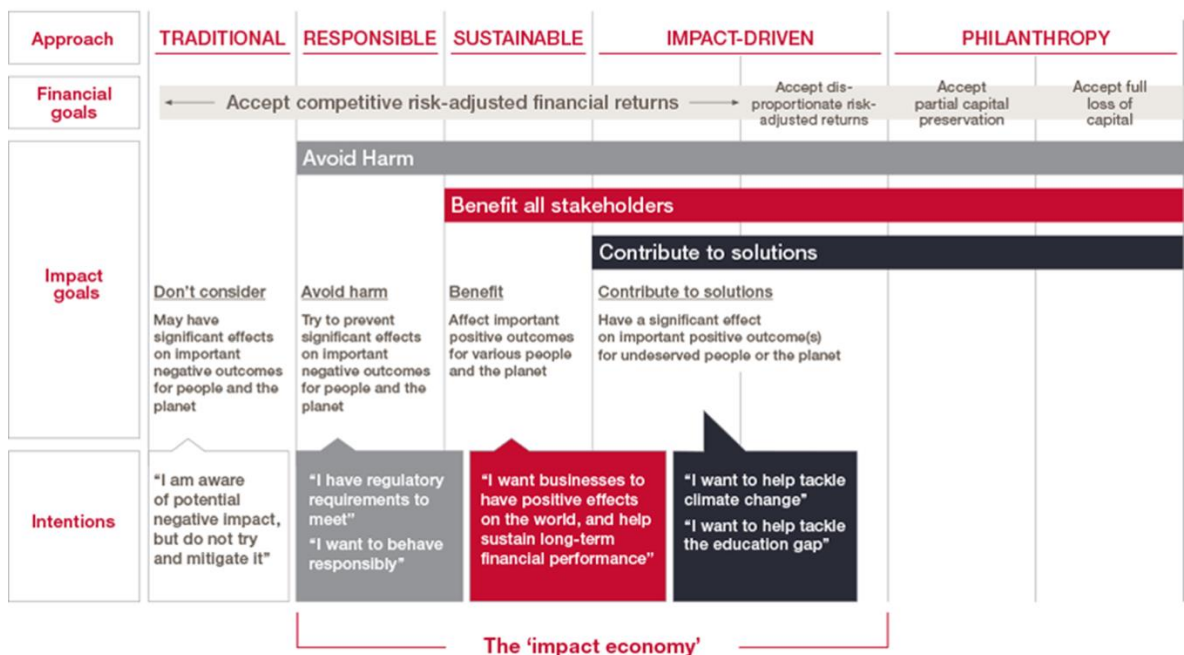 Approach
TRADITIONAL
RESPONSIBLE
SUSTAINABLE
IMPACT-DRIVEN
PHILANTHROPY
Financial
goals
Accept competitive risk-adjusted financial returns
Accept dis-
proportionate risk-
adjusted returns
Accept
partial capital
preservation
Accept full
loss of
capital
Impact
goals
Avoid Harm
Benefit all stakeholders
Contribute to solutions
Don't consider
May have
significant effects
on important
negative outcomes
for people and the
planet
Avoid harm
Try to prevent
significant effects
on important
negative outcomes
for people and the
planet
Benefit
Affect important
positive outcomes
for various people
and the planet
Contribute to solutions
Have a significant effect
on important positive outcome(s)
for undeserved people or the planet
Intentions
“I am aware
of potential
negative impact,
but do not try
and mitigate it”
“I have regulatory
requirements to
meet”
“I want to behave
responsibly”
“I want businesses to
have positive effects
on the world, and help
sustain long-term
financial performance”
“I want to help tackle
climate change”
“I want to help tackle
the education gap”
The ‘impact economy’